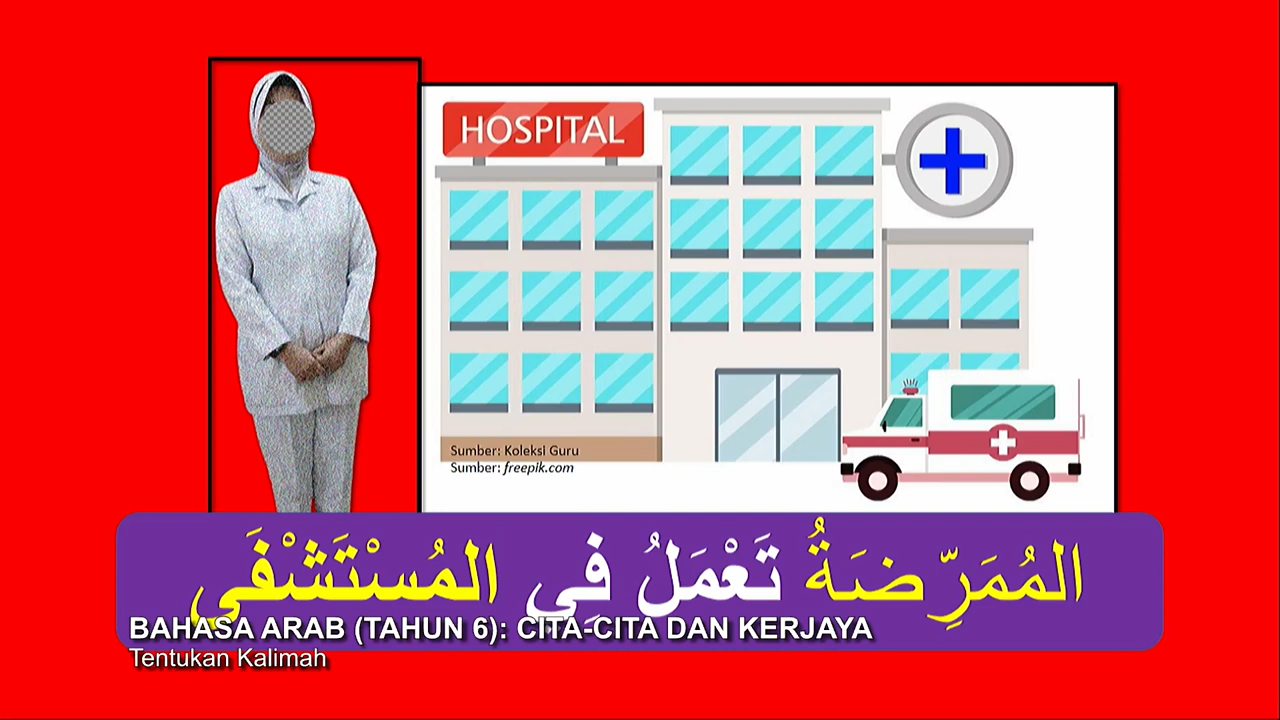 HOSPITAL
Sumber: Koleksi Guru
Sumber: freepik.com
المُمَرِّضَةُ تَعْمَلُ فِي المُسْتَشْفَى
BAHASA ARAB (TAHUN 6): CITA-CITA DAN KERJAYA
Tentukan Kalimah